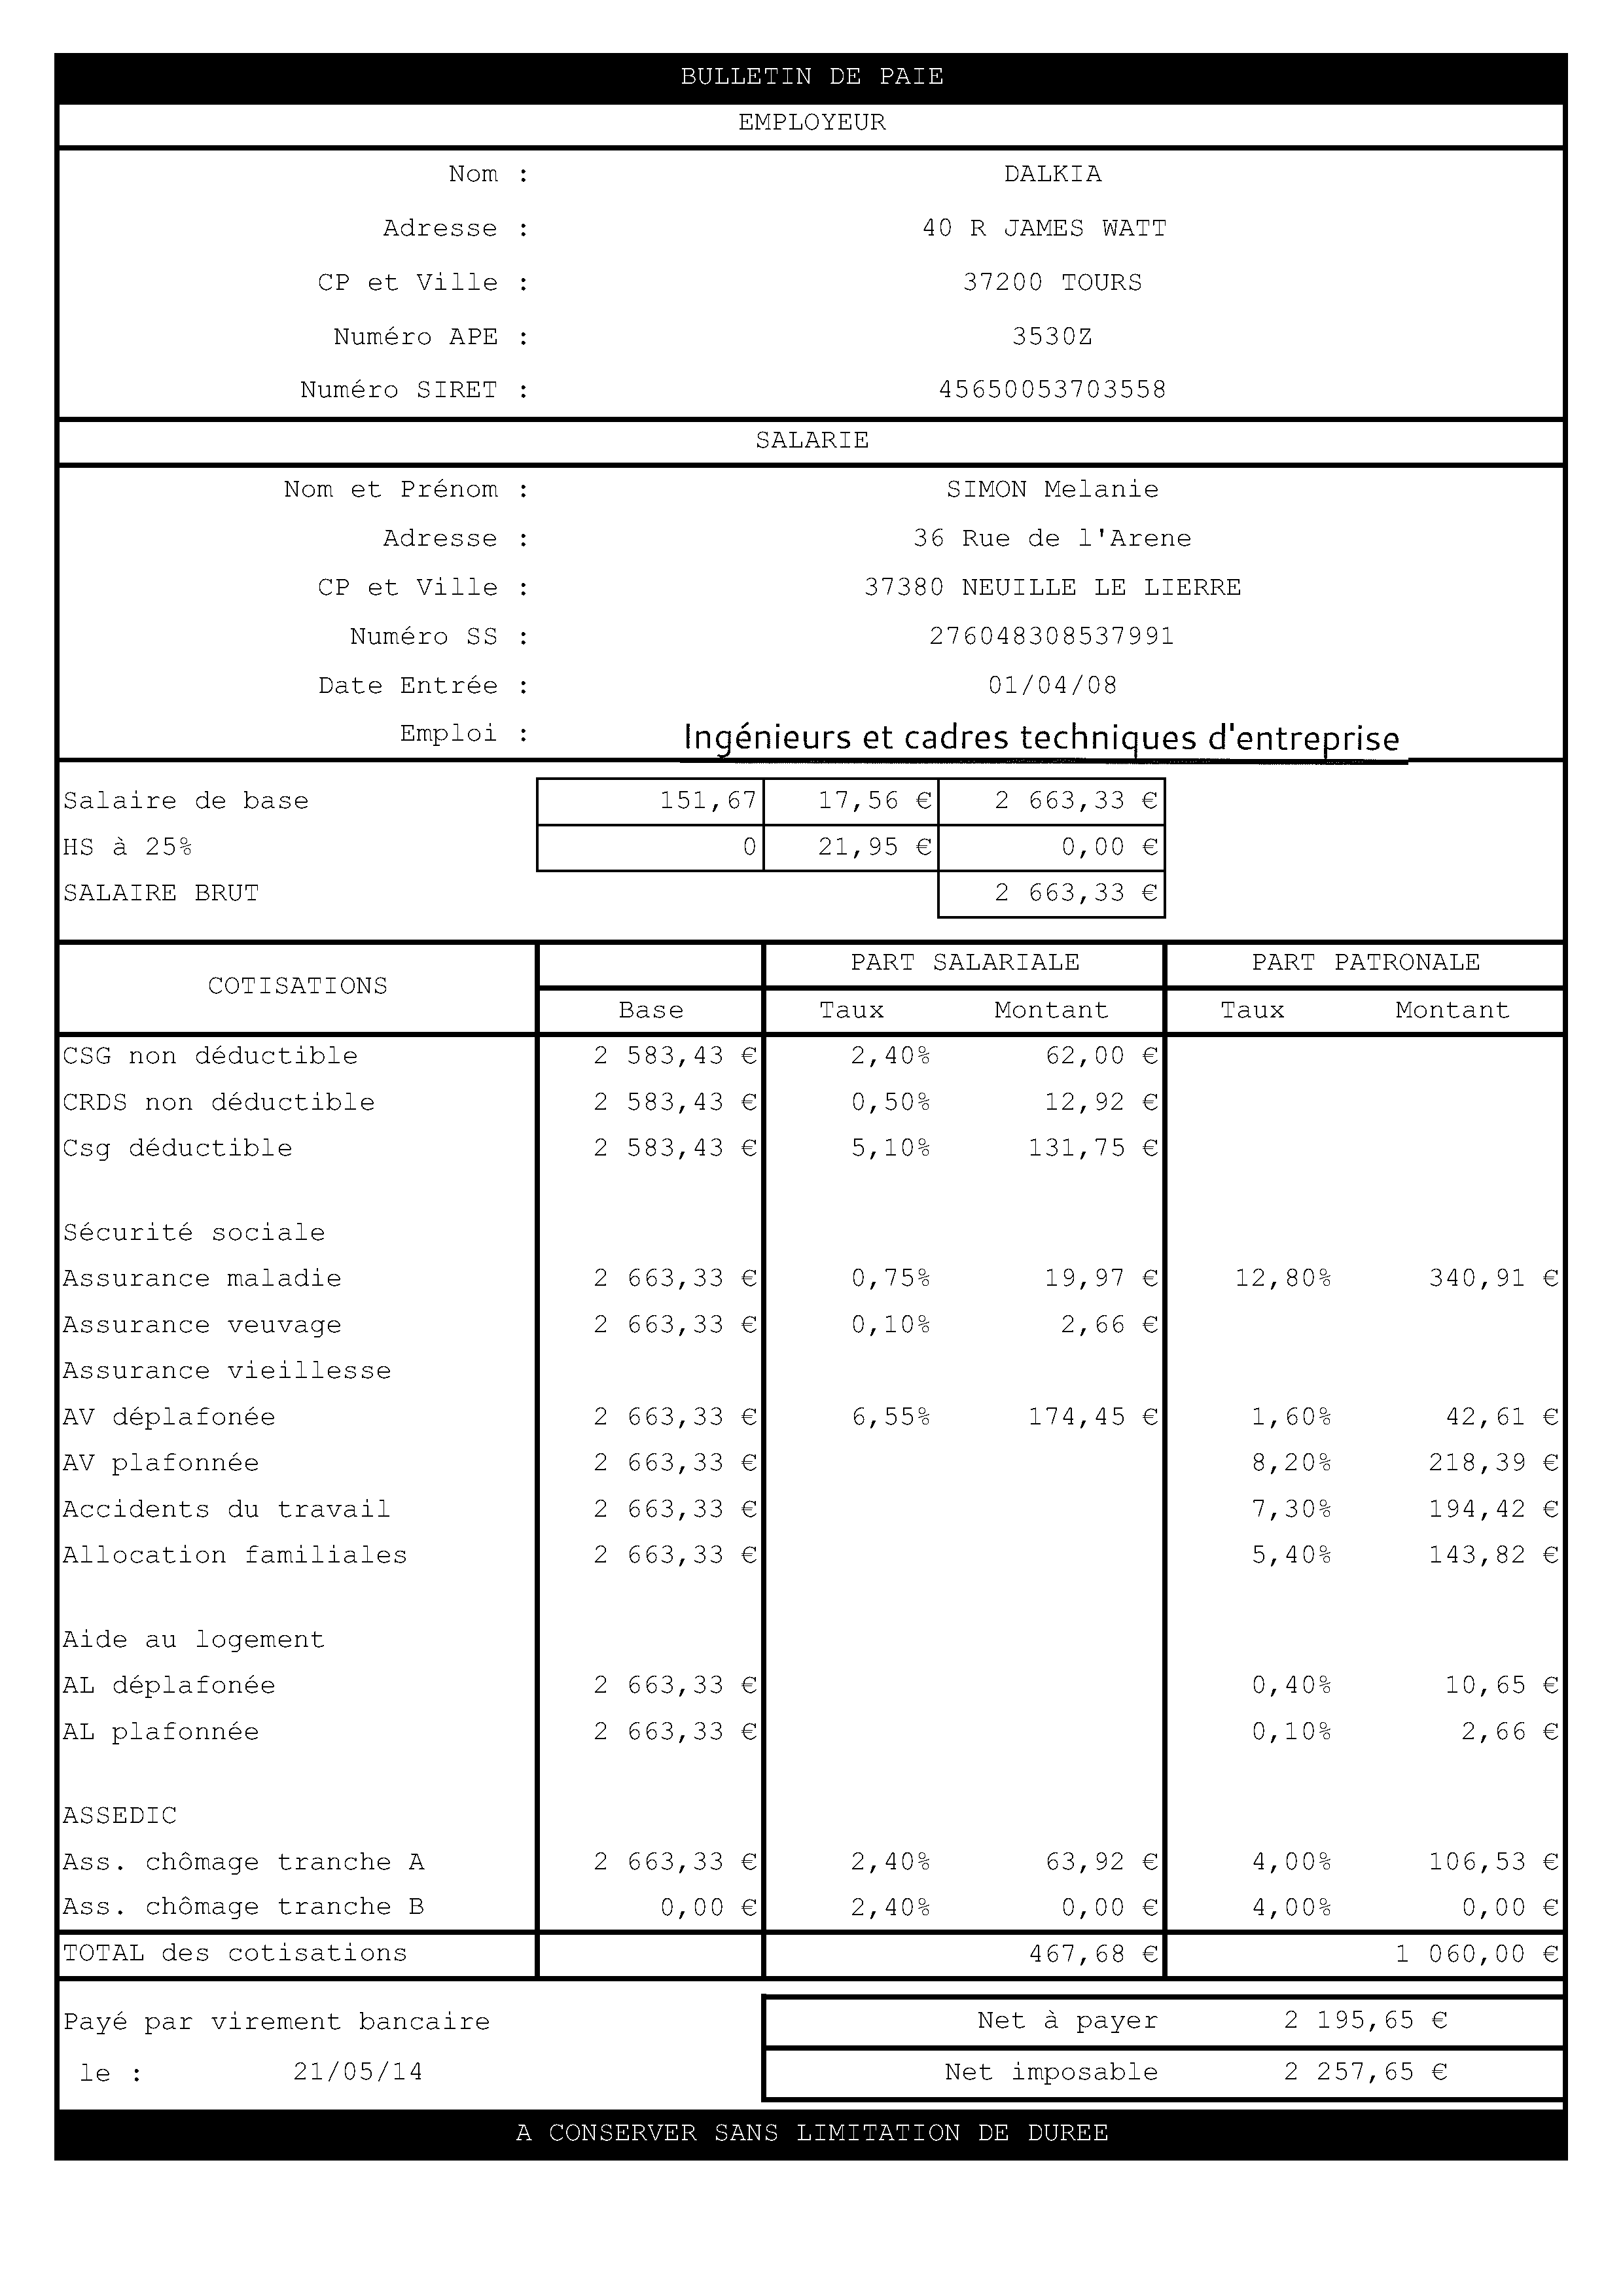 BULLETIN DE PAIE
EMPLOYEUR
Nom : DALKIA
Adresse : 40 R JAMES WATT
CP et Ville : 37200 TOURS
Numéro APE : 3530Z
Numéro SIRET : 45650053703558
SALARIE
Nom et Prénom : SIMON Melanie
Adresse : 36 Rue de l'Arene
CP et Ville : 37380 NEUILLE LE LIERRE
Numéro SS : 276048308537991
Date Entrée : 01/04/08
Emploi : Ingénieurs et cadres techniques d'entreprise
Salaire de base 151,67 17,56 € 2 663,33 €
HS à 25% 0 21,95 € 0,00 €
SALAIRE BRUT 2 663,33 €
COTISATIONS PART SALARIALE PART PATRONALE
Base Taux Montant Taux Montant
CSG non déductible 2 583,43 € 2,40% 62,00 €
CRDS non déductible 2 583,43 € 0,50% 12,92 €
Csg déductible 2 583,43 € 5,10% 131,75 €
Sécurité sociale
Assurance maladie 2 663,33 € 0,75% 19,97 € 12,80% 340,91 €
Assurance veuvage 2 663,33 € 0,10% 2,66 €
Assurance vieillesse
AV déplafonée 2 663,33 € 6,55% 174,45 € 1,60% 42,61 €
AV plafonnée 2 663,33 € 8,20% 218,39 €
Accidents du travail 2 663,33 € 7,30% 194,42 €
Allocation familiales 2 663,33 € 5,40% 143,82 €
Aide au logement
AL déplafonée 2 663,33 € 0,40% 10,65 €
AL plafonnée 2 663,33 € 0,10% 2,66 €
ASSEDIC
Ass. chômage tranche A 2 663,33 € 2,40% 63,92 € 4,00% 106,53 €
Ass. chômage tranche B 0,00 € 2,40% 0,00 € 4,00% 0,00 €
TOTAL des cotisations 467,68 € 1 060,00 €
Payé par virement bancaire Net à payer 2 195,65 €
le : 21/05/14 Net imposable 2 257,65 €
A CONSERVER SANS LIMITATION DE DUREE